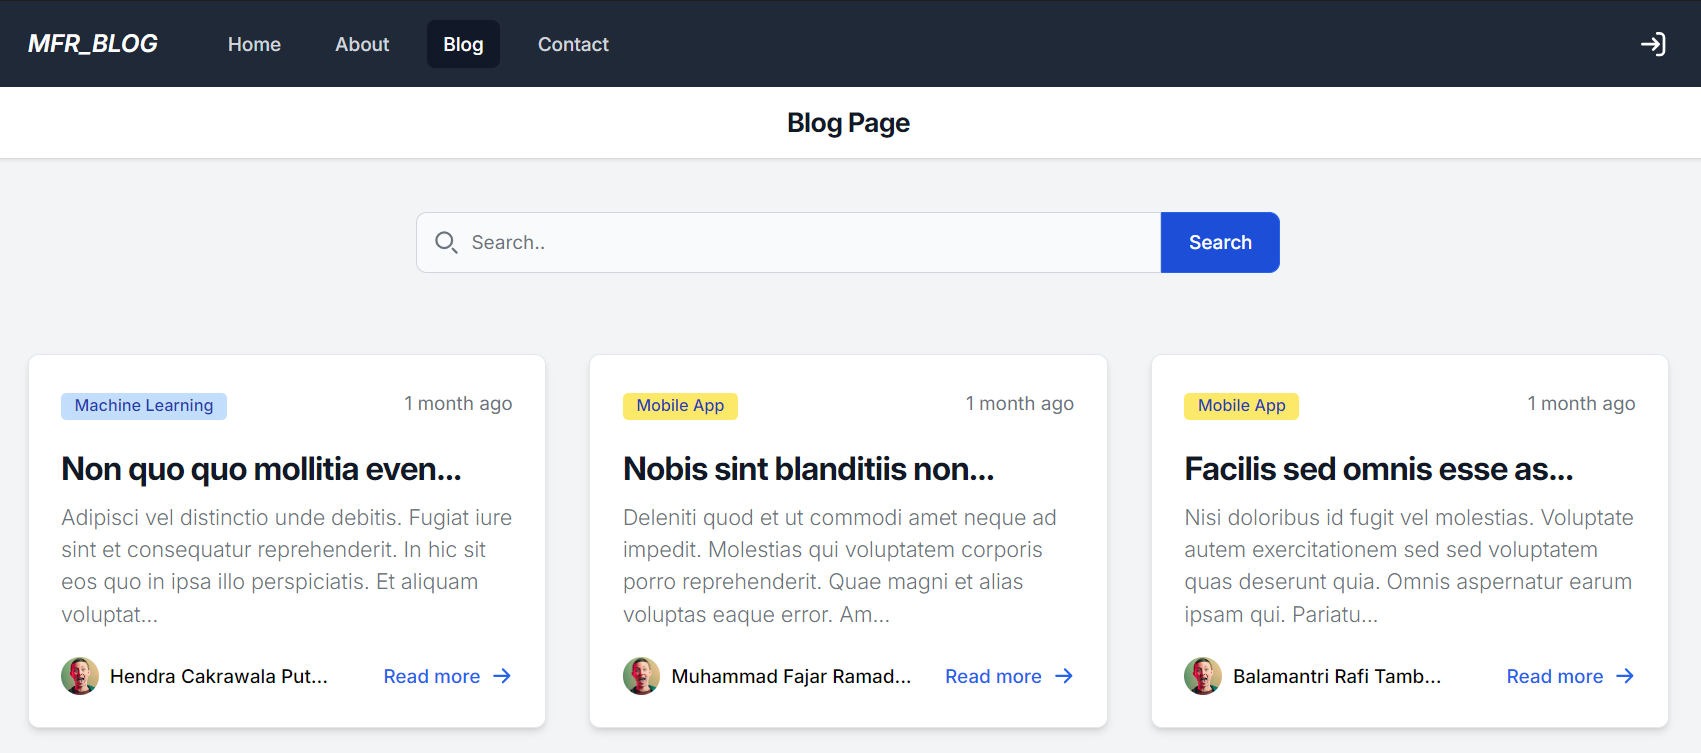 MFR_BLOG Home About Blog Contact
Blog Page
Search.. Search
Machine Learning 1 month ago
Non quo quo mollitia even...
Adipisci vel distinctio unde debitis. Fugiat iure
sint et consequatur reprehenderit. In hic sit
eos quo in ipsa illo perspiciatis. Et aliquam
voluptat...
Hendra Cakrawala Put... Read more
Mobile App 1 month ago
Nobis sint blanditiis non...
Deleniti quod et ut commodi amet neque ad
impedit. Molestias qui voluptatem corporis
porro reprehenderit. Quae magni et alias
voluptas eaque error. Am...
Muhammad Fajar Ramad... Read more
Mobile App 1 month ago
Facilis sed omnis esse as...
Nisi doloribus id fugit vel molestias. Voluptate
autem exercitationem sed sed voluptatem
quas deserunt quia. Omnis aspernatur earum
ipsam qui. Pariatu...
Balamantri Rafi Tamb... Read more